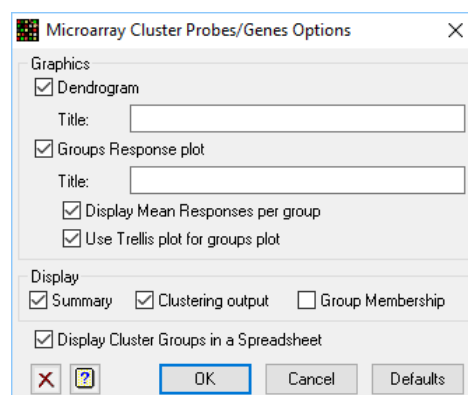 Microarray Cluster Probes/Genes Options
Graphics
Dendrogram
Title:
Groups Response plot
Title:
Display Mean Responses per group
Use Trellis plot for groups plot
Display
Summary Clustering output Group Membership
Display Cluster Groups in a Spreadsheet
OK Cancel Defaults